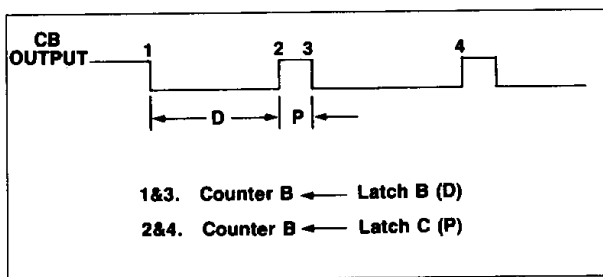 CB
OUTPUT
1 2 3 4
D P
1&3. Counter B Latch B (D)
2&4. Counter B Latch C (P)